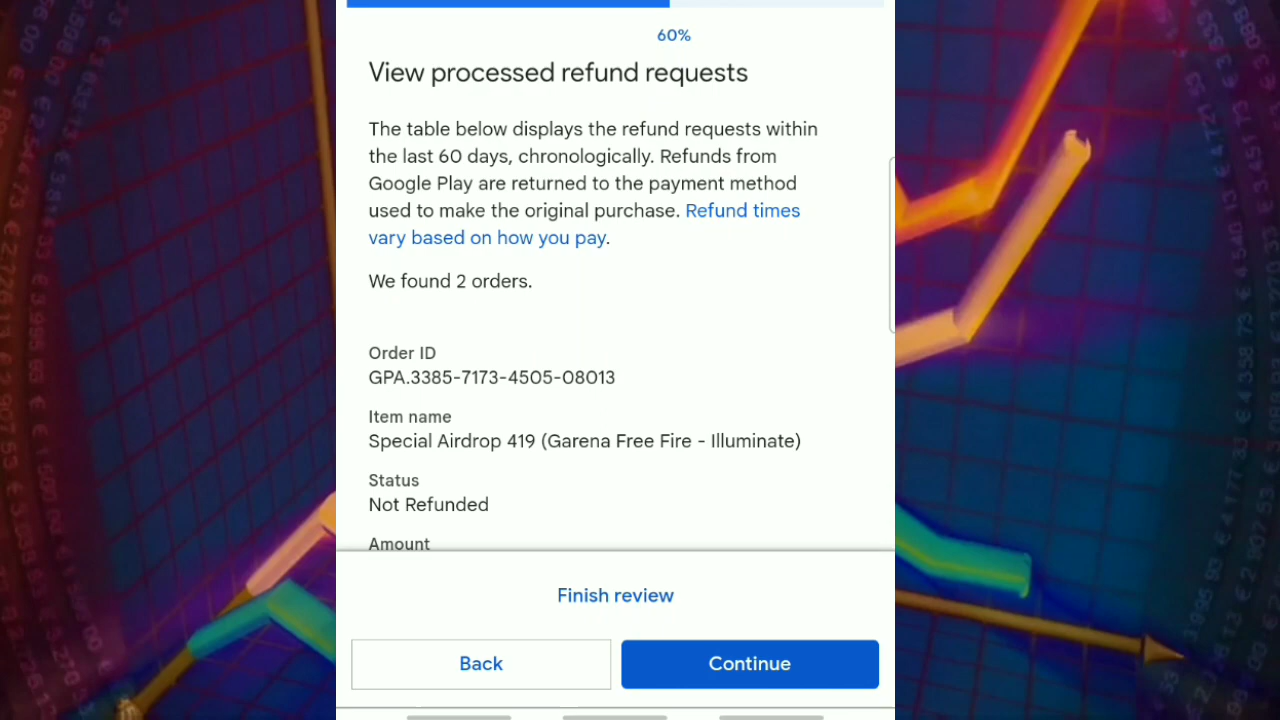 60%
View processed refund requests
The table below displays the refund requests within
the last 60 days, chronologically. Refunds from
Google Play are returned to the payment method
used to make the original purchase. Refund times
vary based on how you pay.
We found 2 orders.
Order ID
GPA.3385-7173-4505-08013
Item name
Special Airdrop 419 (Garena Free Fire - Illuminate)
Status
Not Refunded
Amount
Finish review
Back
Continue